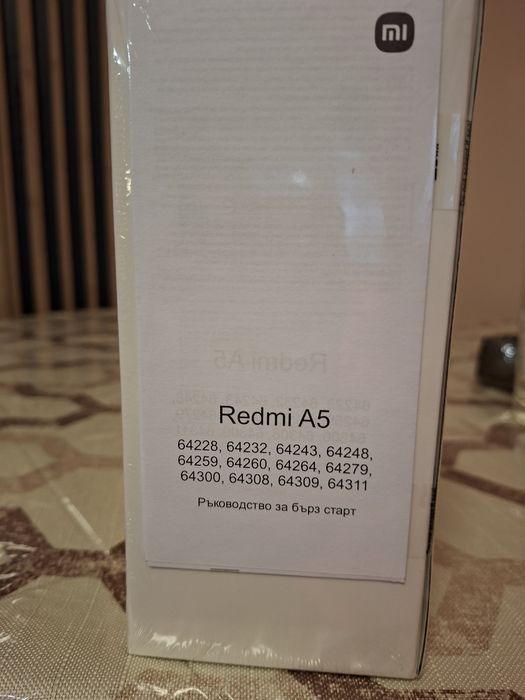 mi
Redmi A5
64228, 64232, 64243, 64248,
64259, 64260, 64264, 64279,
64300, 64308, 64309, 64311
Ръководство за бърз старт